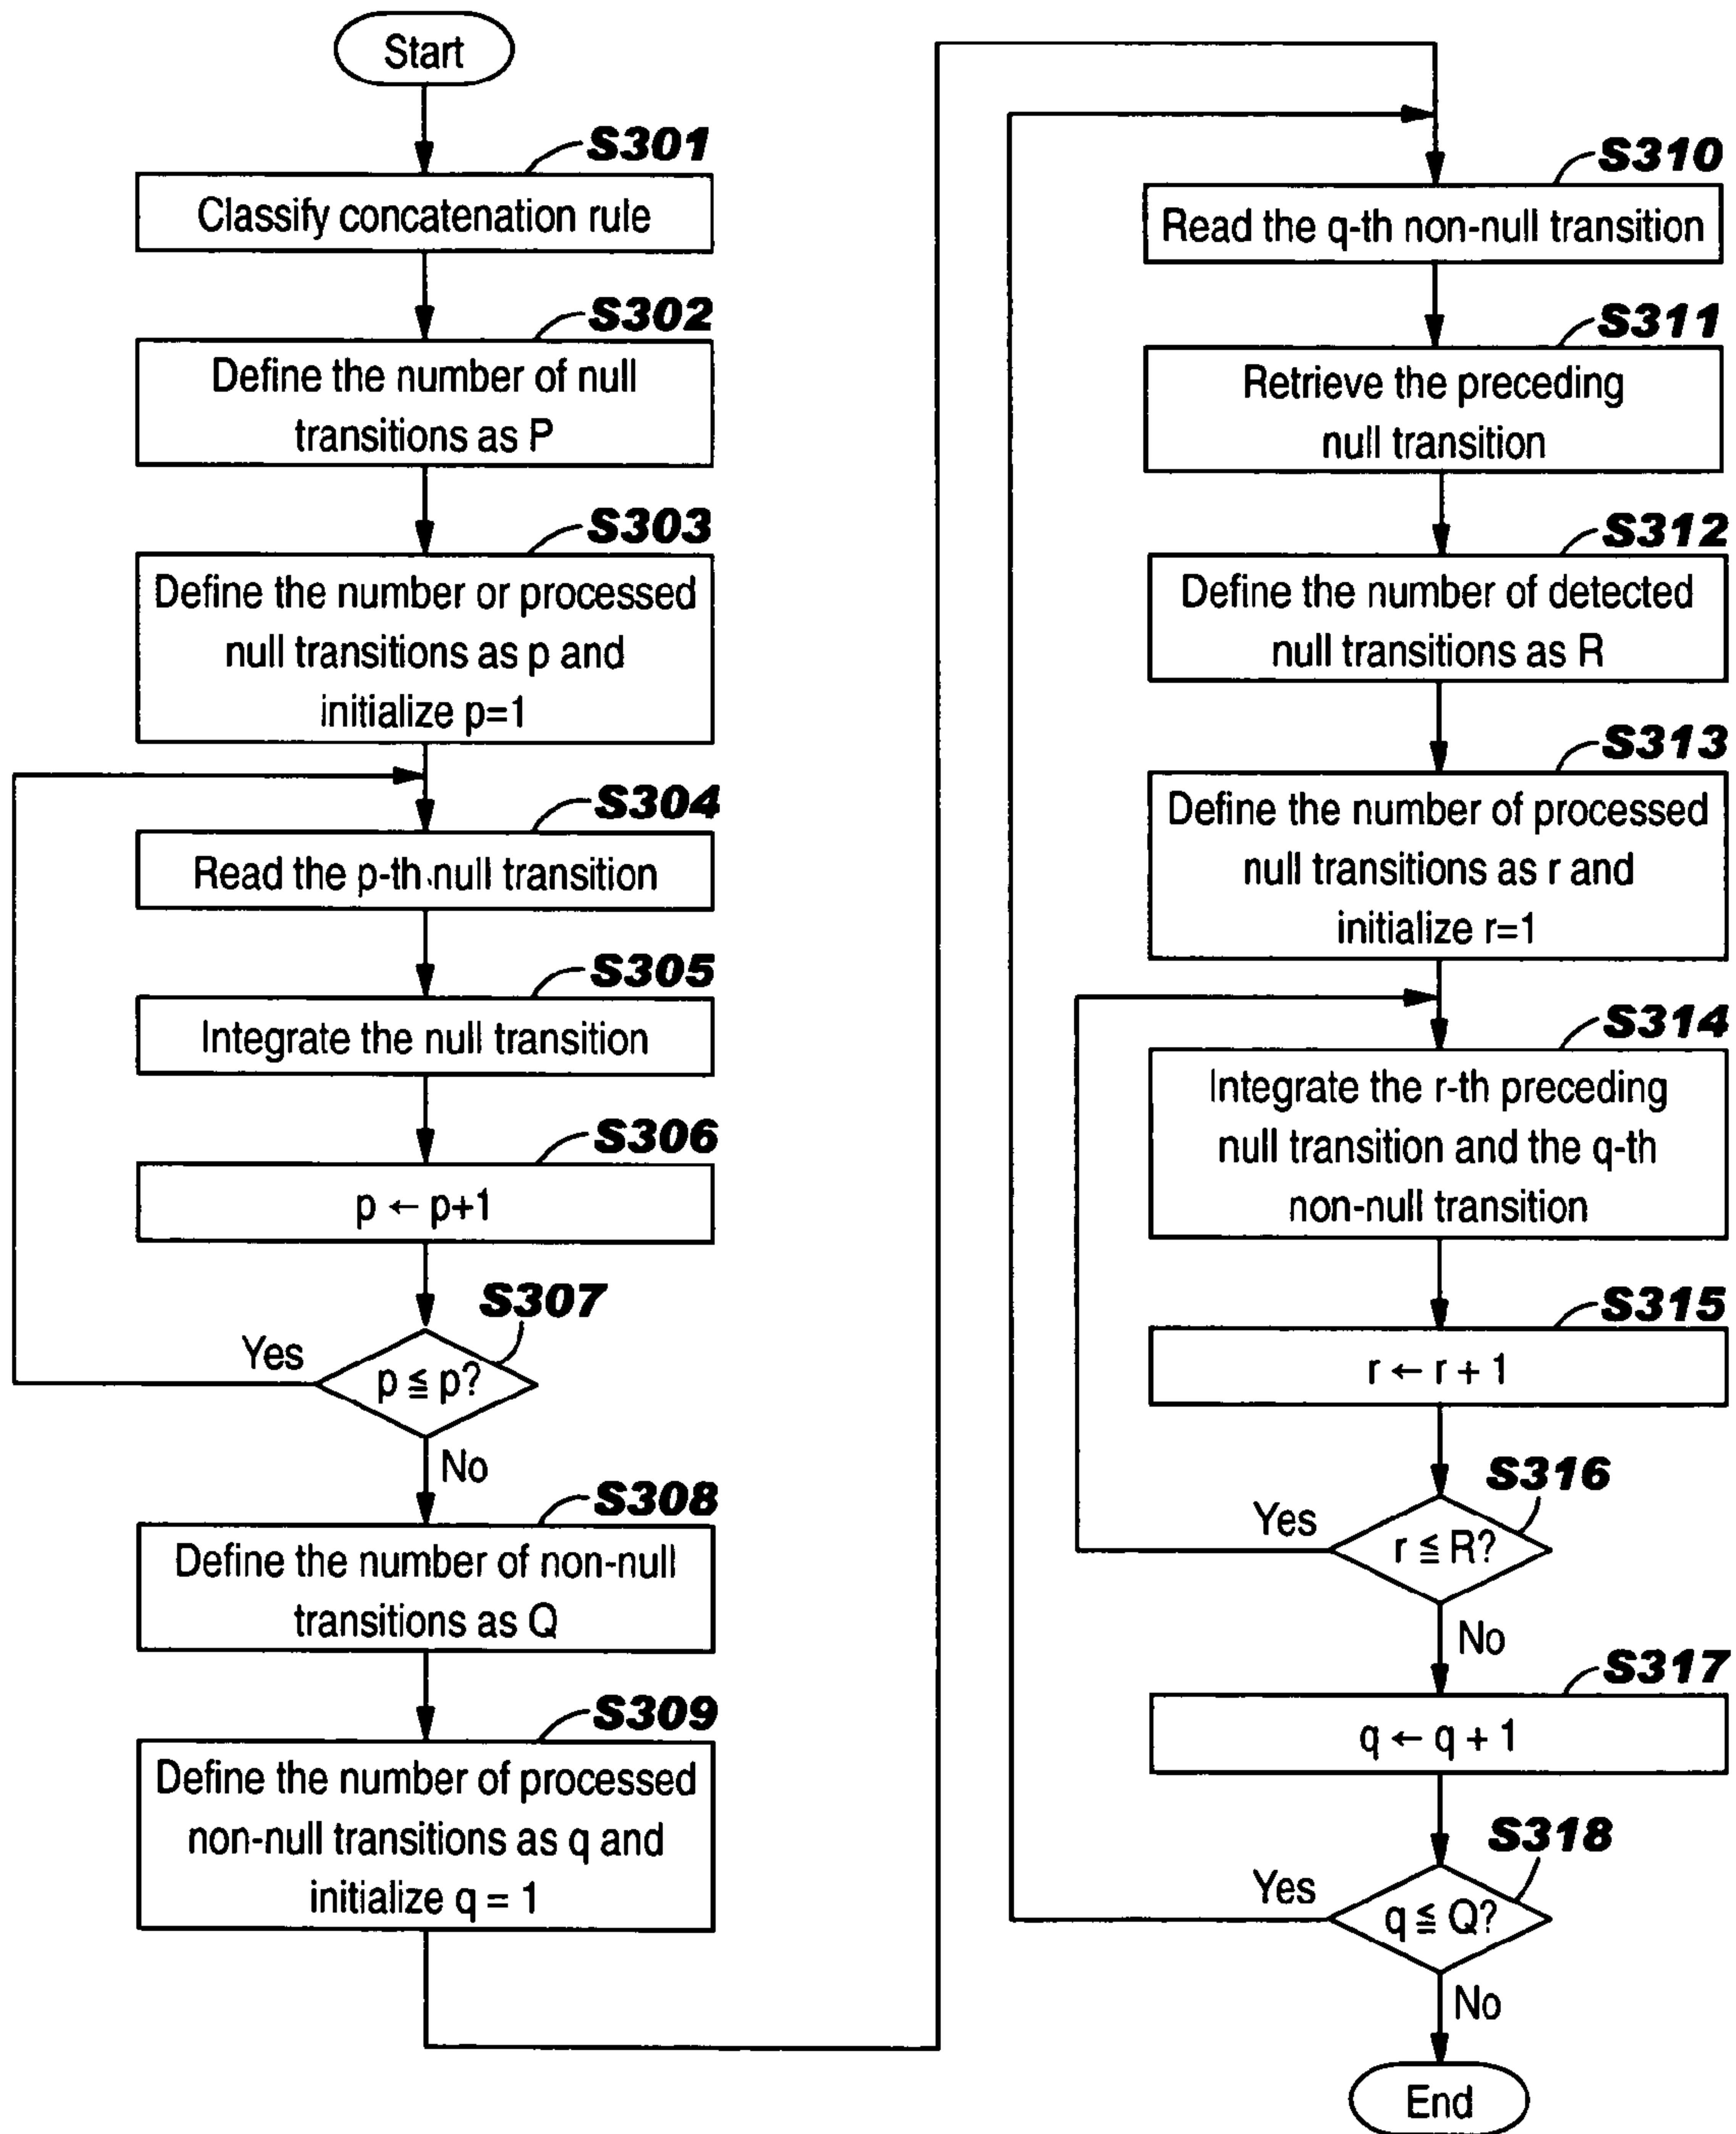 Start
S301
Classify concatenation rule
S302
Define the number of null
transitions as P
S303
Define the number or processed
null transitions as p and
initialize p=1
S304
Read the p-th null transition
S305
Integrate the null transition
S306
p ← p+1
S307
Yes
p ≦ p?
No
S308
Define the number of non-null
transitions as Q
S309
Define the number of processed
non-null transitions as q and
initialize q = 1
S310
Read the q-th non-null transition
S311
Retrieve the preceding
null transition
S312
Define the number of detected
null transitions as R
S313
Define the number of processed
null transitions as r and
initialize r=1
S314
Integrate the r-th preceding
null transition and the q-th
non-null transition
S315
r ← r + 1
S316
Yes
r ≦ R?
No
S317
q ← q + 1
S318
Yes
q ≦ Q?
No
End